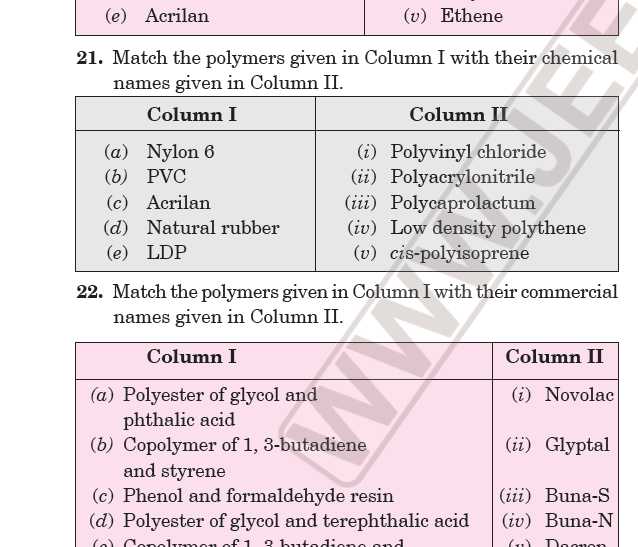 (e) Acrilan (v) Ethene
21. Match the polymers given in Column I with their chemical
names given in Column II.
Column I Column II
(a) Nylon 6 (i) Polyvinyl chloride
(b) PVC (ii) Polyacrylonitrile
(c) Acrilan (iii) Polycaprolactum
(d) Natural rubber (iv) Low density polythene
(e) LDP (v) cis-polyisoprene
22. Match the polymers given in Column I with their commercial
names given in Column II.
Column I Column II
(a) Polyester of glycol and (i) Novolac
phthalic acid
(b) Copolymer of 1, 3-butadiene (ii) Glyptal
and styrene
(c) Phenol and formaldehyde resin (iii) Buna-S
(d) Polyester of glycol and terephthalic acid (iv) Buna-N
(e) Copolymer of 1, 3 butadiene and (v) Dacron
WWW.JEE